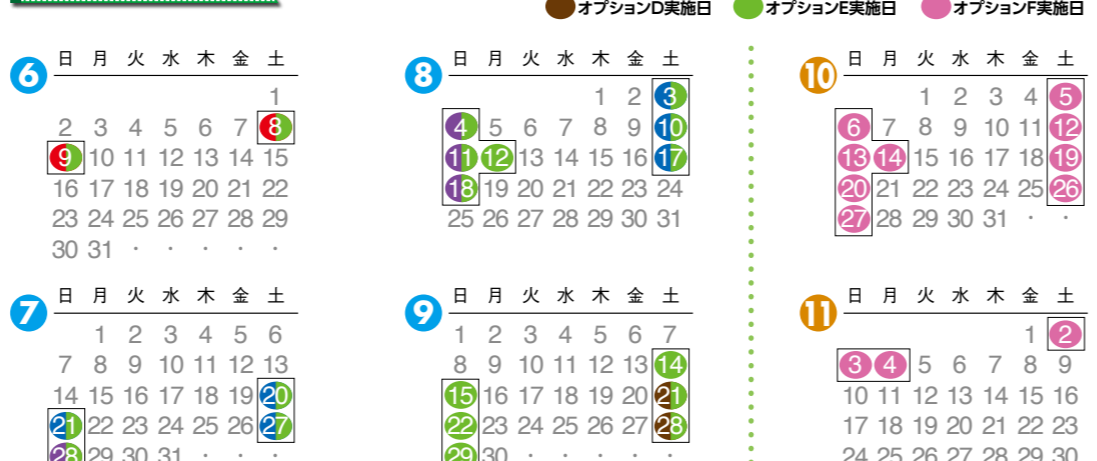 オプションD実施日 オプションE実施日 オプションF実施日
6
日 月 火 水 木 金 土
1
2 3 4 5 6 7 8
9 10 11 12 13 14 15
16 17 18 19 20 21 22
23 24 25 26 27 28 29
30 31 ・ ・ ・ ・ ・
8
日 月 火 水 木 金 土
1 2 3
4 5 6 7 8 9 10
11 12 13 14 15 16 17
18 19 20 21 22 23 24
25 26 27 28 29 30 31
10
日 月 火 水 木 金 土
1 2 3 4 5
6 7 8 9 10 11 12
13 14 15 16 17 18 19
20 21 22 23 24 25 26
27 28 29 30 31 ・ ・
7
日 月 火 水 木 金 土
1 2 3 4 5 6
7 8 9 10 11 12 13
14 15 16 17 18 19 20
21 22 23 24 25 26 27
28 29 30 31 ・ ・ ・
9
日 月 火 水 木 金 土
1 2 3 4 5 6 7
8 9 10 11 12 13 14
15 16 17 18 19 20 21
22 23 24 25 26 27 28
29 30 ・ ・ ・ ・ ・
11
日 月 火 水 木 金 土
1 2
3 4 5 6 7 8 9
10 11 12 13 14 15 16
17 18 19 20 21 22 23
24 25 26 27 28 29 30